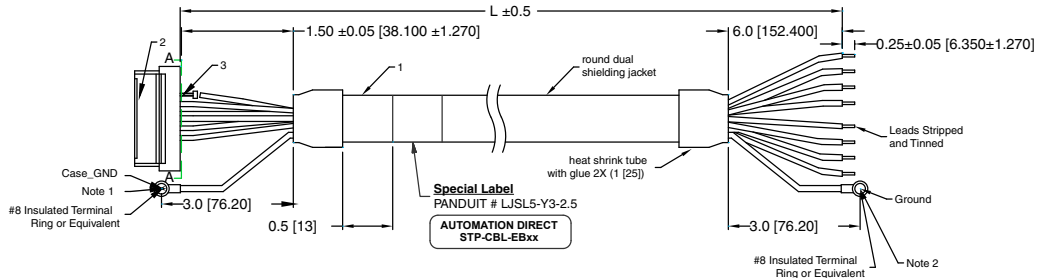 L ±0.5
1.50 ±0.05 [38.100 ±1.270]
6.0 [152.400]
0.25±0.05 [6.350±1.270]
2
A
3
1
round dual
shielding jacket
Leads Stripped
and Tinned
heat shrink tube
with glue 2X (1 [25])
Case_GND
A
Note 1
#8 Insulated Terminal
Ring or Equivalent
3.0 [76.20]
0.5 [13]
Special Label
PANDUIT # LJSL5-Y3-2.5
AUTOMATION DIRECT
STP-CBL-EBxx
Ground
3.0 [76.20]
Note 2
#8 Insulated Terminal
Ring or Equivalent